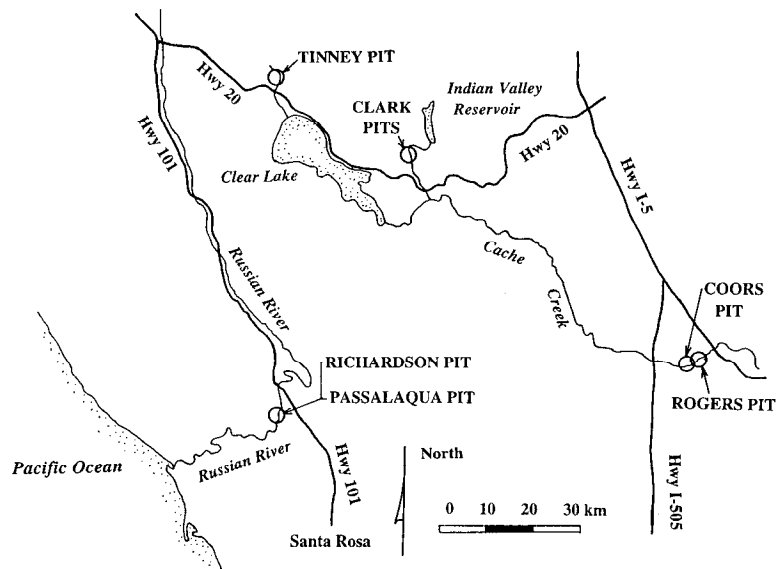 TINNEY PIT
Hwy 20
Indian Valley
Reservoir
CLARK
PITS
Hwy 20
Hwy 101
Clear Lake
Hwy I-5
Cache
Creek
Russian River
COORS
PIT
RICHARDSON PIT
PASSALAQUA PIT
ROGERS PIT
Pacific Ocean
Russian River
Hwy 101
North
Hwy I-505
0 10 20 30 km
Santa Rosa